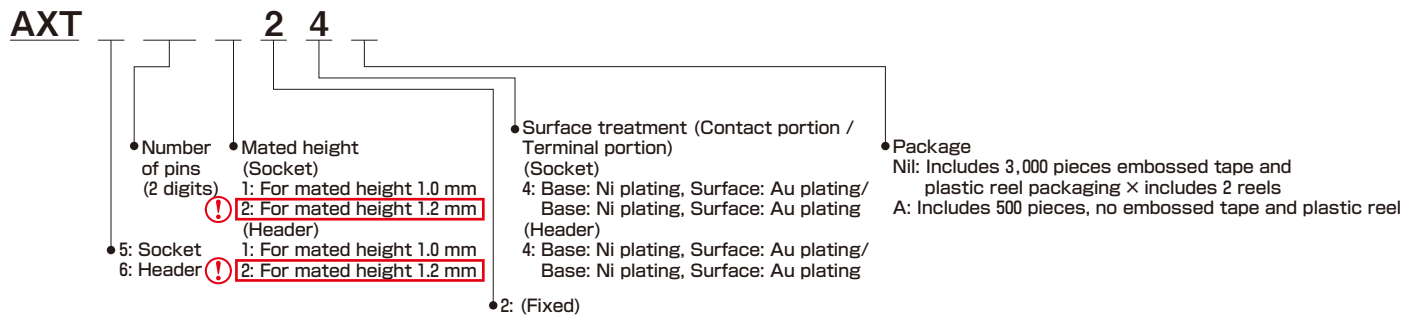 AXT 2 4
Number
of pins
(2 digits)
Mated height
(Socket)
1: For mated height 1.0 mm
! 2: For mated height 1.2 mm
(Header)
1: For mated height 1.0 mm
! 2: For mated height 1.2 mm
5: Socket
6: Header
Surface treatment (Contact portion /
Terminal portion)
(Socket)
4: Base: Ni plating, Surface: Au plating/
Base: Ni plating, Surface: Au plating
(Header)
4: Base: Ni plating, Surface: Au plating/
Base: Ni plating, Surface: Au plating
2: (Fixed)
Package
Nil: Includes 3,000 pieces embossed tape and
plastic reel packaging × includes 2 reels
A: Includes 500 pieces, no embossed tape and plastic reel